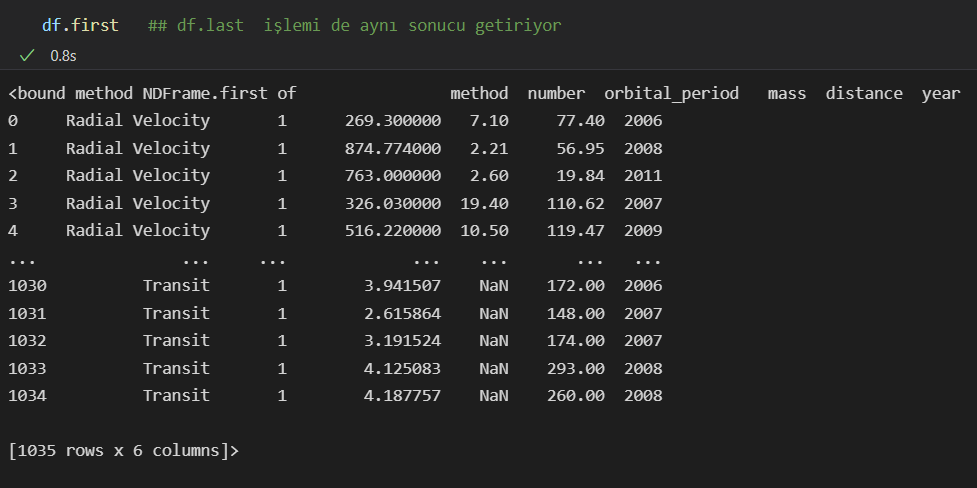 df.first   ## df.last  işlemi de aynı sonucu getiriyor
✓ 0.8s
<bound method NDFrame.first of                 method  number  orbital_period   mass  distance  year
0     Radial Velocity       1      269.300000   7.10     77.40  2006
1     Radial Velocity       1      874.774000   2.21     56.95  2008
2     Radial Velocity       1      763.000000   2.60     19.84  2011
3     Radial Velocity       1      326.030000  19.40    110.62  2007
4     Radial Velocity       1      516.220000  10.50    119.47  2009
...               ...     ...             ...    ...       ...   ...
1030          Transit       1        3.941507    NaN    172.00  2006
1031          Transit       1        2.615864    NaN    148.00  2007
1032          Transit       1        3.191524    NaN    174.00  2007
1033          Transit       1        4.125083    NaN    293.00  2008
1034          Transit       1        4.187757    NaN    260.00  2008
[1035 rows x 6 columns]>